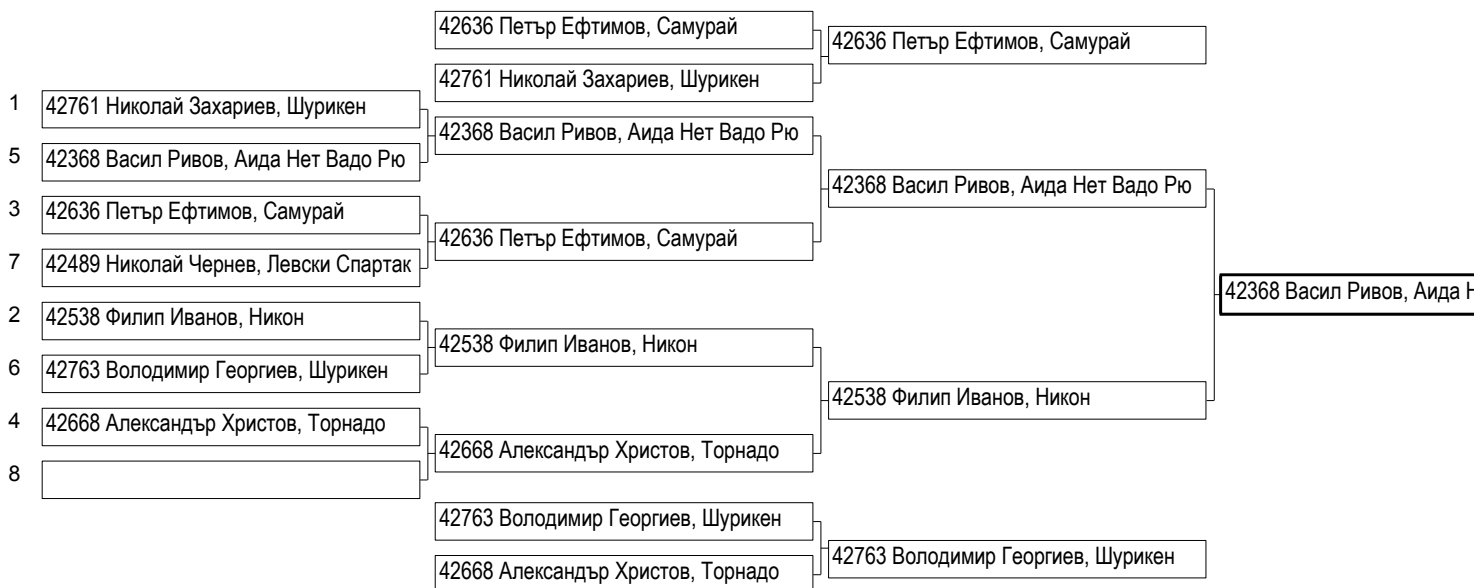 42636 Петър Ефтимов, Самурай
42636 Петър Ефтимов, Самурай
42761 Николай Захариев, Шурикен
1 42761 Николай Захариев, Шурикен
42368 Васил Ривов, Аида Нет Вадо Рю
5 42368 Васил Ривов, Аида Нет Вадо Рю
42368 Васил Ривов, Аида Нет Вадо Рю
3 42636 Петър Ефтимов, Самурай
42636 Петър Ефтимов, Самурай
7 42489 Николай Чернев, Левски Спартак
42368 Васил Ривов, Аида Н
2 42538 Филип Иванов, Никон
42538 Филип Иванов, Никон
6 42763 Володимир Георгиев, Шурикен
42538 Филип Иванов, Никон
4 42668 Александър Христов, Торнадо
42668 Александър Христов, Торнадо
8
42763 Володимир Георгиев, Шурикен
42763 Володимир Георгиев, Шурикен
42668 Александър Христов, Торнадо